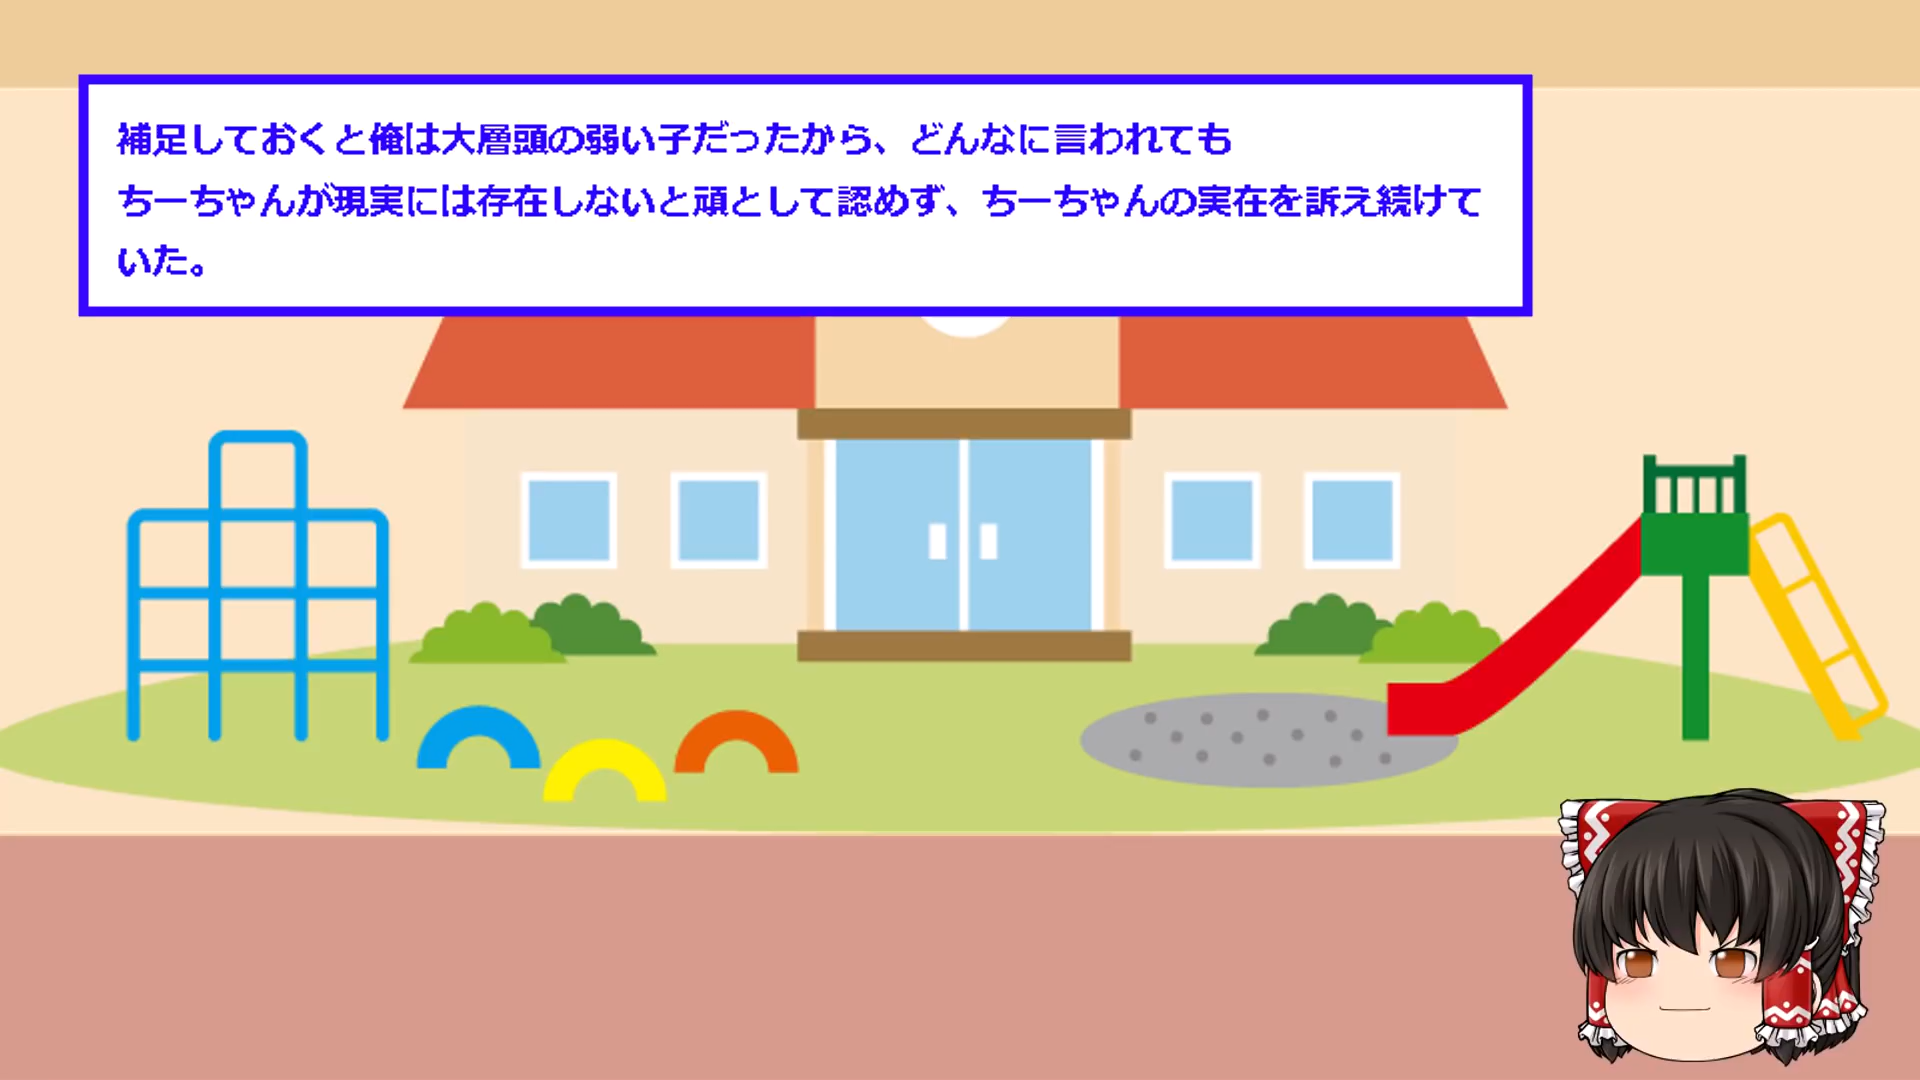 補足しておくと俺は大層頭の弱い子だったから、どんなに言われても
ちーちゃんが現実には存在しないと頑として認めず、ちーちゃんの実在を訴え続けて
いた。